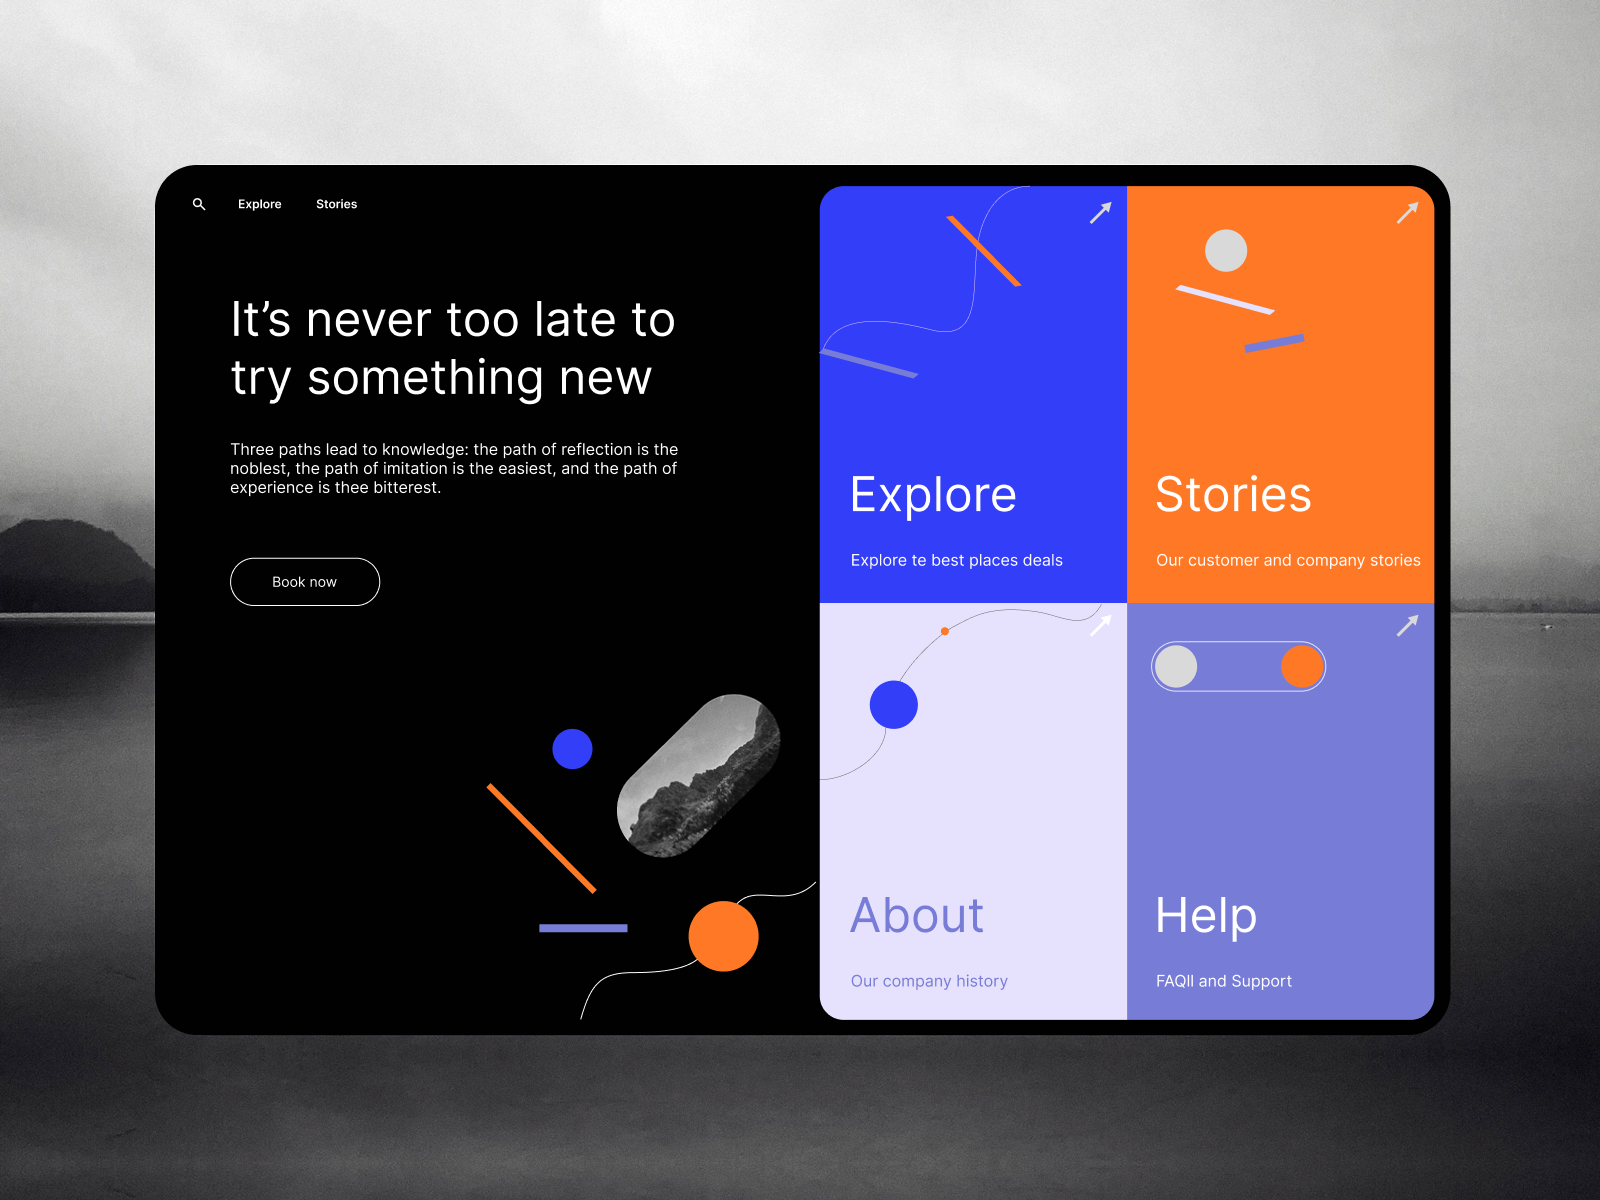 Explore
Stories
It’s never too late to
try something new
Three paths lead to knowledge: the path of reflection is the
noblest, the path of imitation is the easiest, and the path of
experience is thee bitterest.
Book now
Explore
Explore te best places deals
Stories
Our customer and company stories
About
Our company history
Help
FAQll and Support